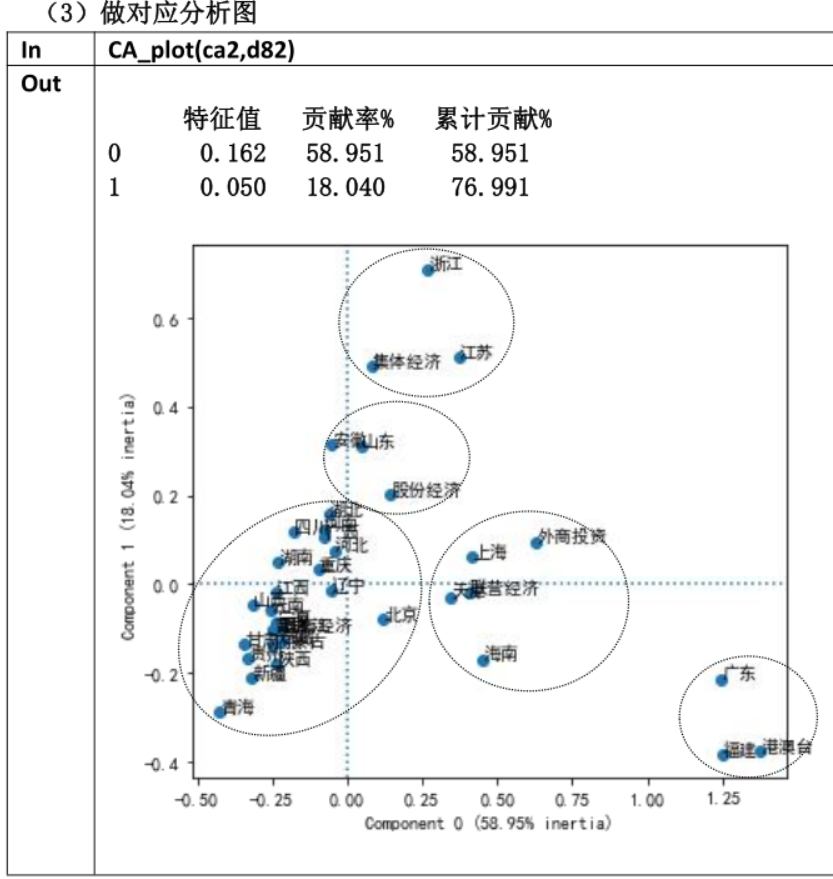 （3）做对应分析图
In CA_plot(ca2,d82)
Out
特征值 贡献率% 累计贡献%
0 0.162 58.951 58.951
1 0.050 18.040 76.991
浙江
0.6
江苏
集体经济
0.4
安徽 山东
0.2
股份经济
湖北
四川
河北
外商投资
上海
湖南
重庆
0.0
辽宁
江西
联营经济
北京
海南
-0.2
陕西
新疆
广东
青海
福建 港澳台
-0.4
-0.50 -0.25 0.00 0.25 0.50 0.75 1.00 1.25
Component 0 (58.95% inertia)
Component 1 (18.04% inertia)